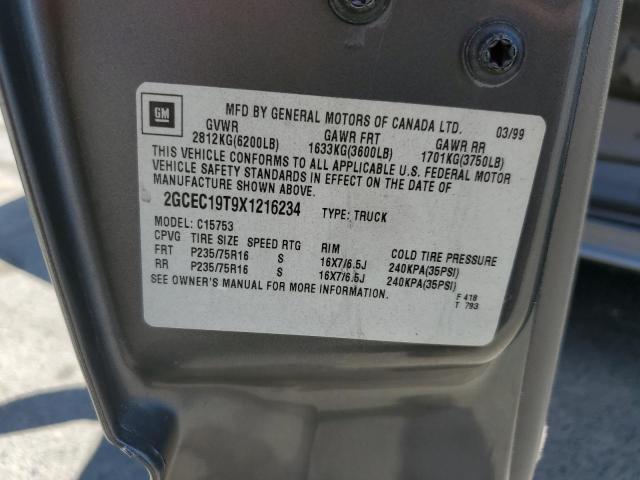 GM
MFD BY GENERAL MOTORS OF CANADA LTD. 03/99
GVWR GAWR FRT GAWR RR
2812KG(6200LB) 1633KG(3600LB) 1701KG(3750LB)
THIS VEHICLE CONFORMS TO ALL APPLICABLE U.S. FEDERAL MOTOR
VEHICLE SAFETY STANDARDS IN EFFECT ON THE DATE OF
MANUFACTURE SHOWN ABOVE.
2GCEC19T9X1216234 TYPE: TRUCK
MODEL: C15753
CPVG TIRE SIZE SPEED RTG RIM COLD TIRE PRESSURE
FRT P235/75R16 S 16X7/6.5J 240KPA(35PSI)
RR P235/75R16 S 16X7/6.5J 240KPA(35PSI)
SEE OWNER'S MANUAL FOR MORE INFORMATION.
F 418
T 793